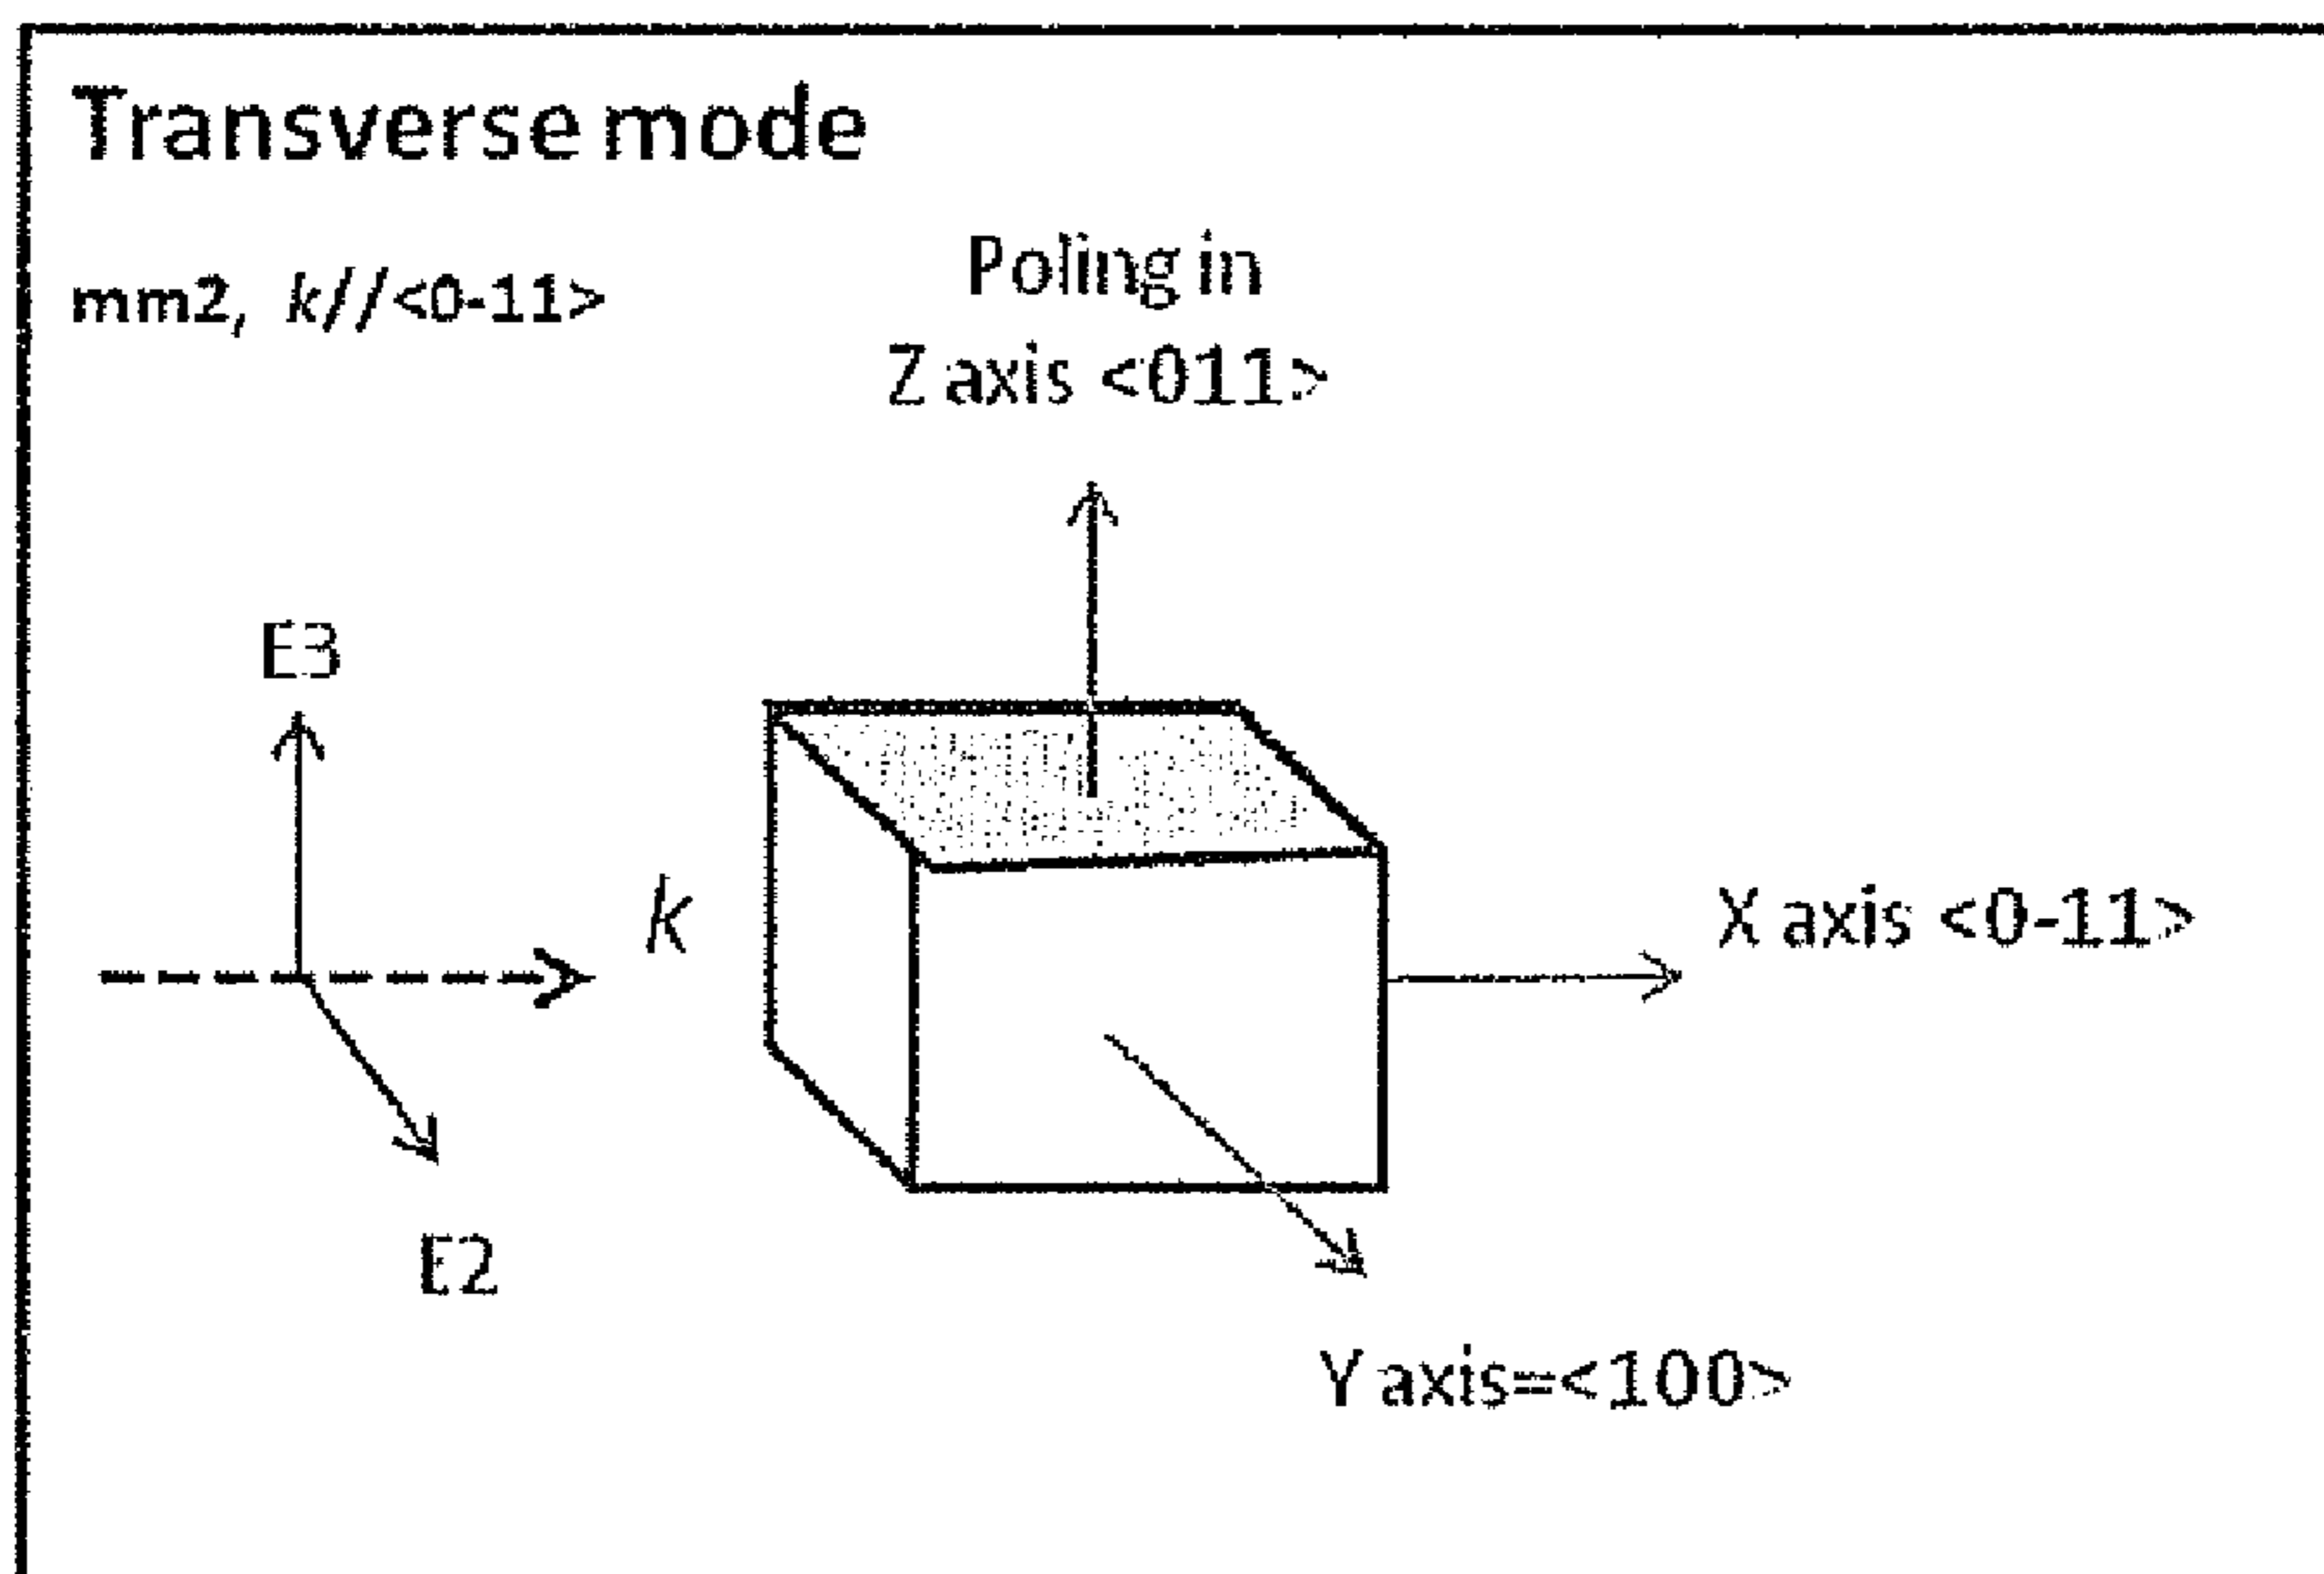 Transverse mode
mm2, k//<0-11>
Poling in
Z axis <011>
E3
k
X axis <0-11>
E2
Y axis=<100>